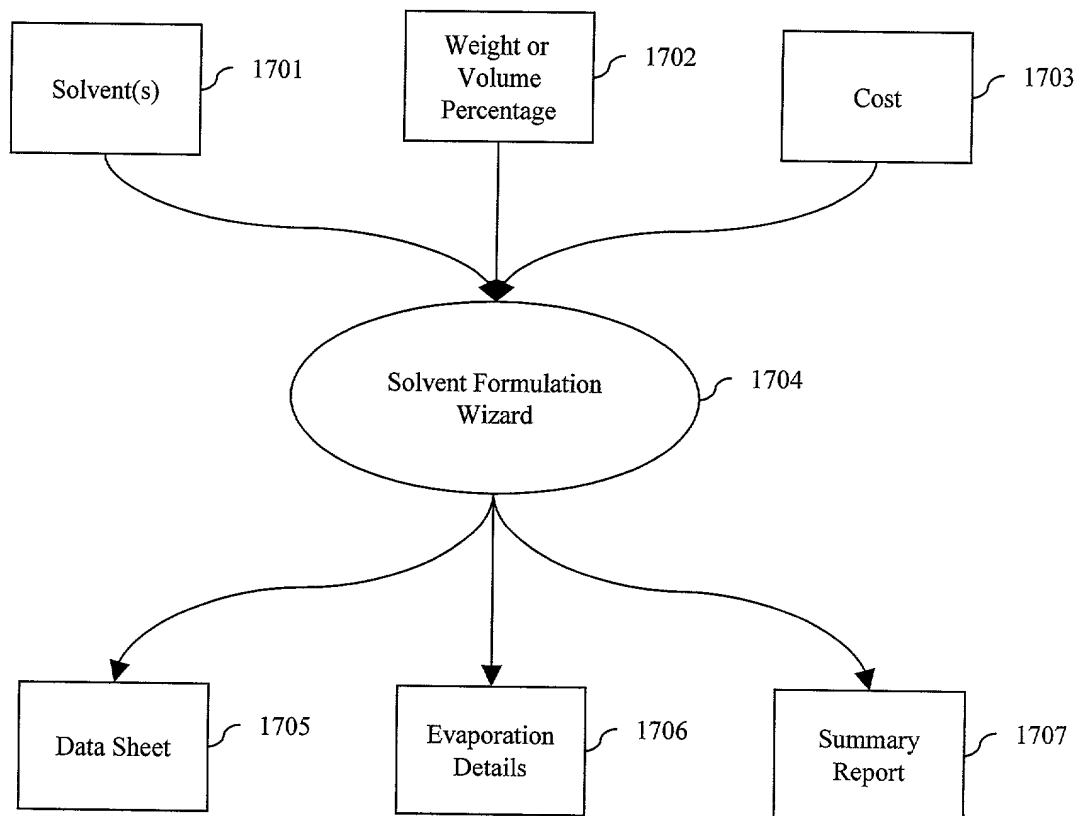 Solvent(s)
1701
Weight or
Volume
Percentage
1702
Cost
1703
Solvent Formulation
Wizard
1704
Data Sheet
1705
Evaporation
Details
1706
Summary
Report
1707